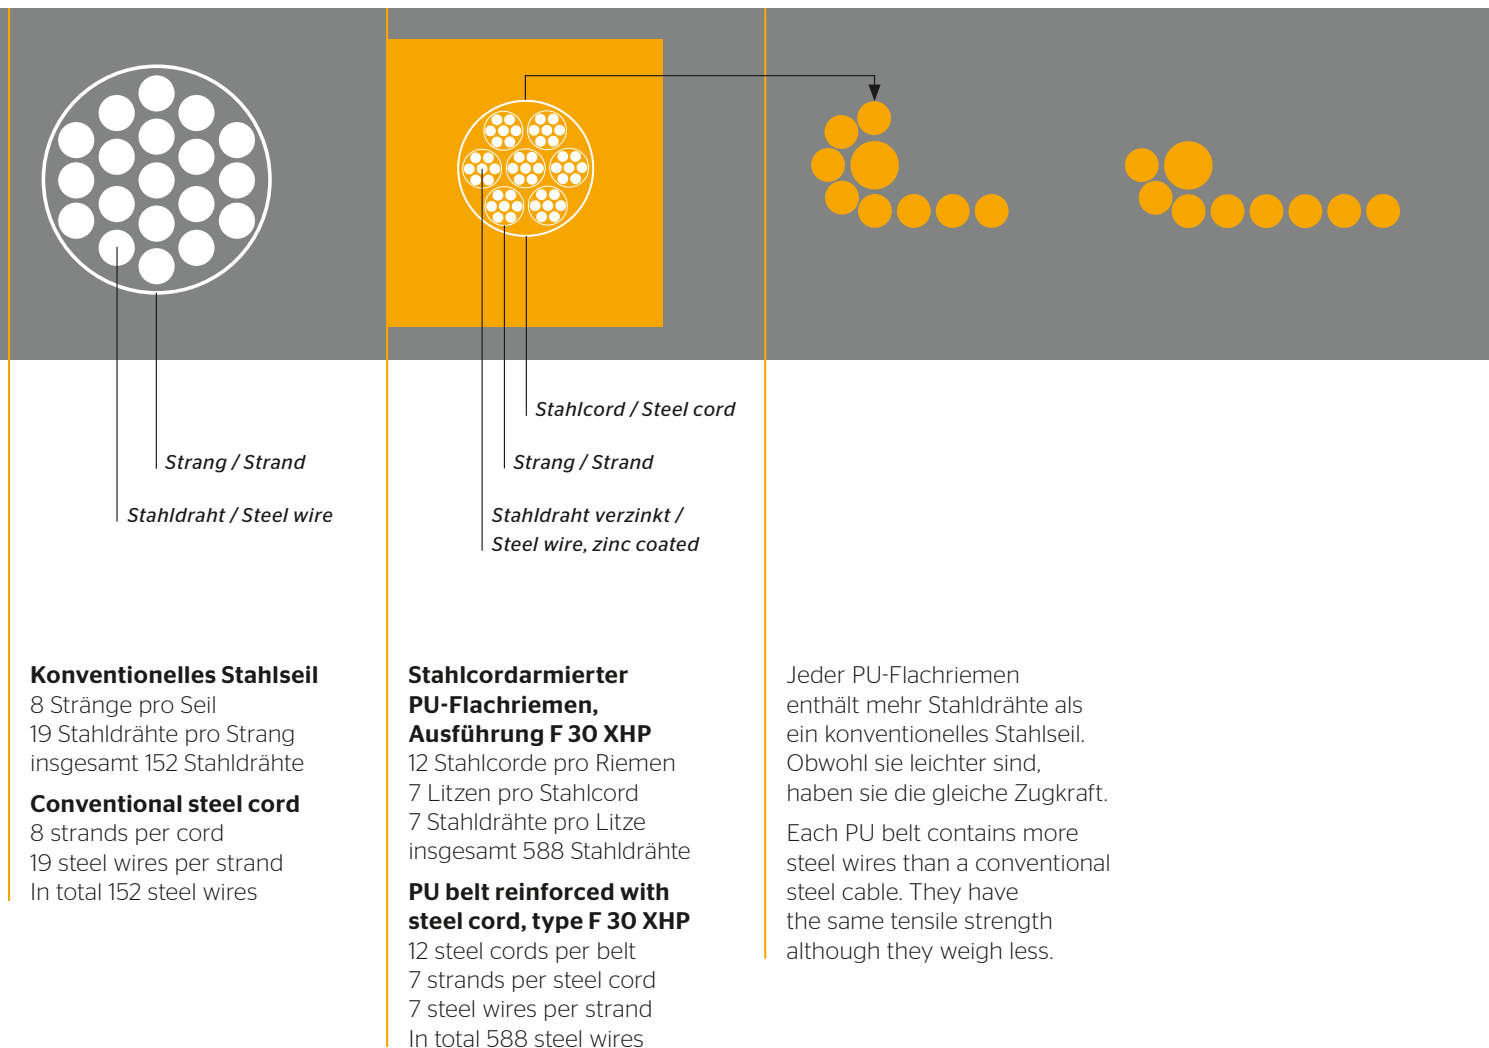 Stahlcord / Steel cord
Strang / Strand
Strang / Strand
Stahldraht / Steel wire
Stahldraht verzinkt /
Steel wire, zinc coated
Konventionelles Stahlseil
8 Stränge pro Seil
19 Stahldrähte pro Strang
insgesamt 152 Stahldrähte
Conventional steel cord
8 strands per cord
19 steel wires per strand
In total 152 steel wires
Stahlcordarmierter
PU-Flachriemen,
Ausführung F 30 XHP
12 Stahlcorde pro Riemen
7 Litzen pro Stahlcord
7 Stahldrähte pro Litze
insgesamt 588 Stahldrähte
PU belt reinforced with
steel cord, type F 30 XHP
12 steel cords per belt
7 strands per steel cord
7 steel wires per strand
In total 588 steel wires
Jeder PU-Flachriemen
enthält mehr Stahldrähte als
ein konventionelles Stahlseil.
Obwohl sie leichter sind,
haben sie die gleiche Zugkraft.
Each PU belt contains more
steel wires than a conventional
steel cable. They have
the same tensile strength
although they weigh less.